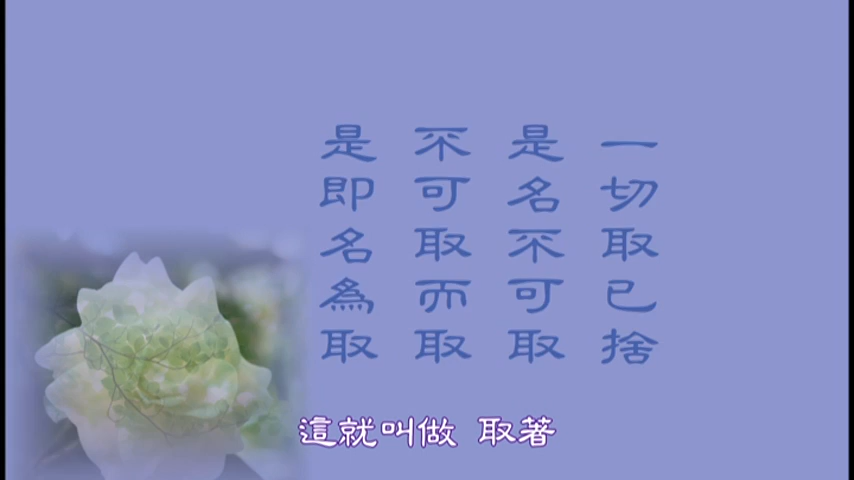 一切取已捨
是名不可取
不可取而取
是即名為取
這就叫做 取著